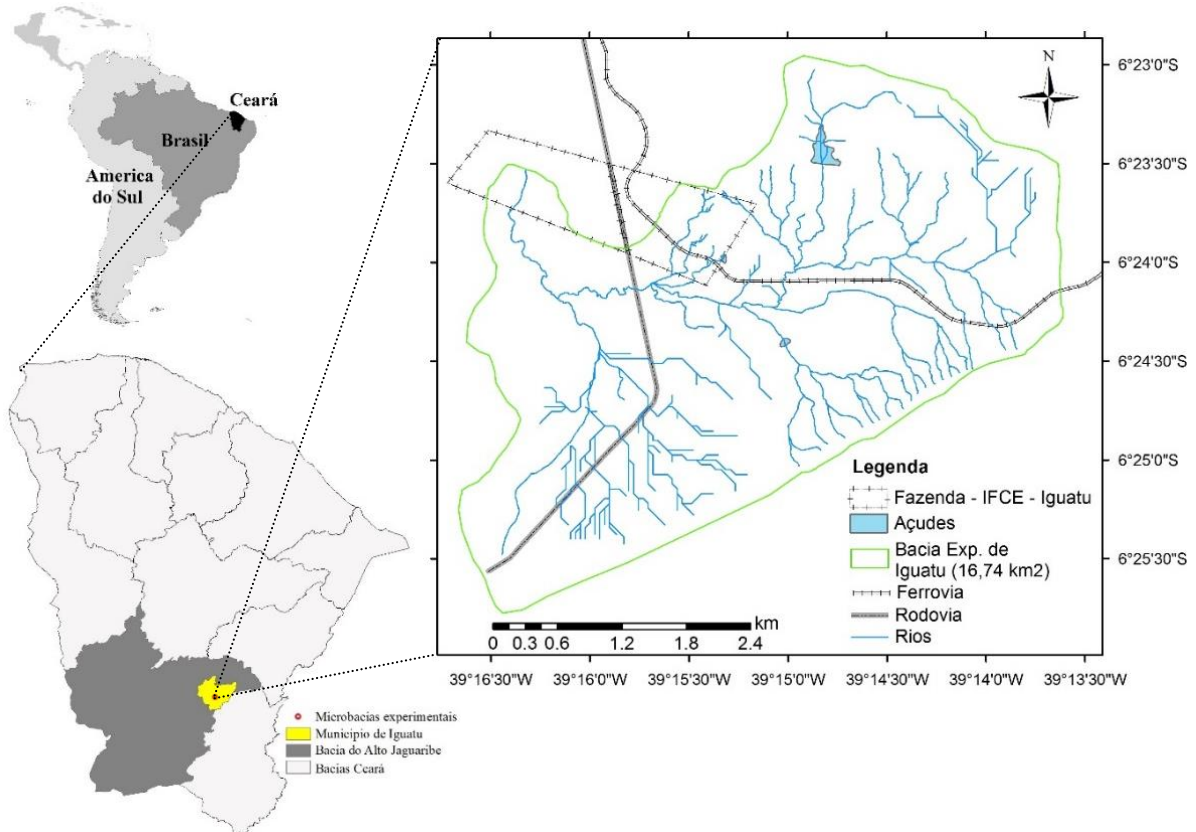 Ceará
Brasil
America
do Sul
Microbacias experimentais
Municipio de Iguatu
Bacia do Alto Jaguaribe
Bacias Ceará
N
6°23'0"S
6°23'30"S
6°24'0"S
6°24'30"S
6°25'0"S
6°25'30"S
Legenda
Fazenda - IFCE - Iguatu
Açudes
Bacia Exp. de
Iguatu (16,74 km2)
Ferrovia
Rodovia
Rios
km
0 0.3 0.6 1.2 1.8 2.4
39°16'30"W 39°16'0"W 39°15'30"W 39°15'0"W 39°14'30"W 39°14'0"W 39°13'30"W